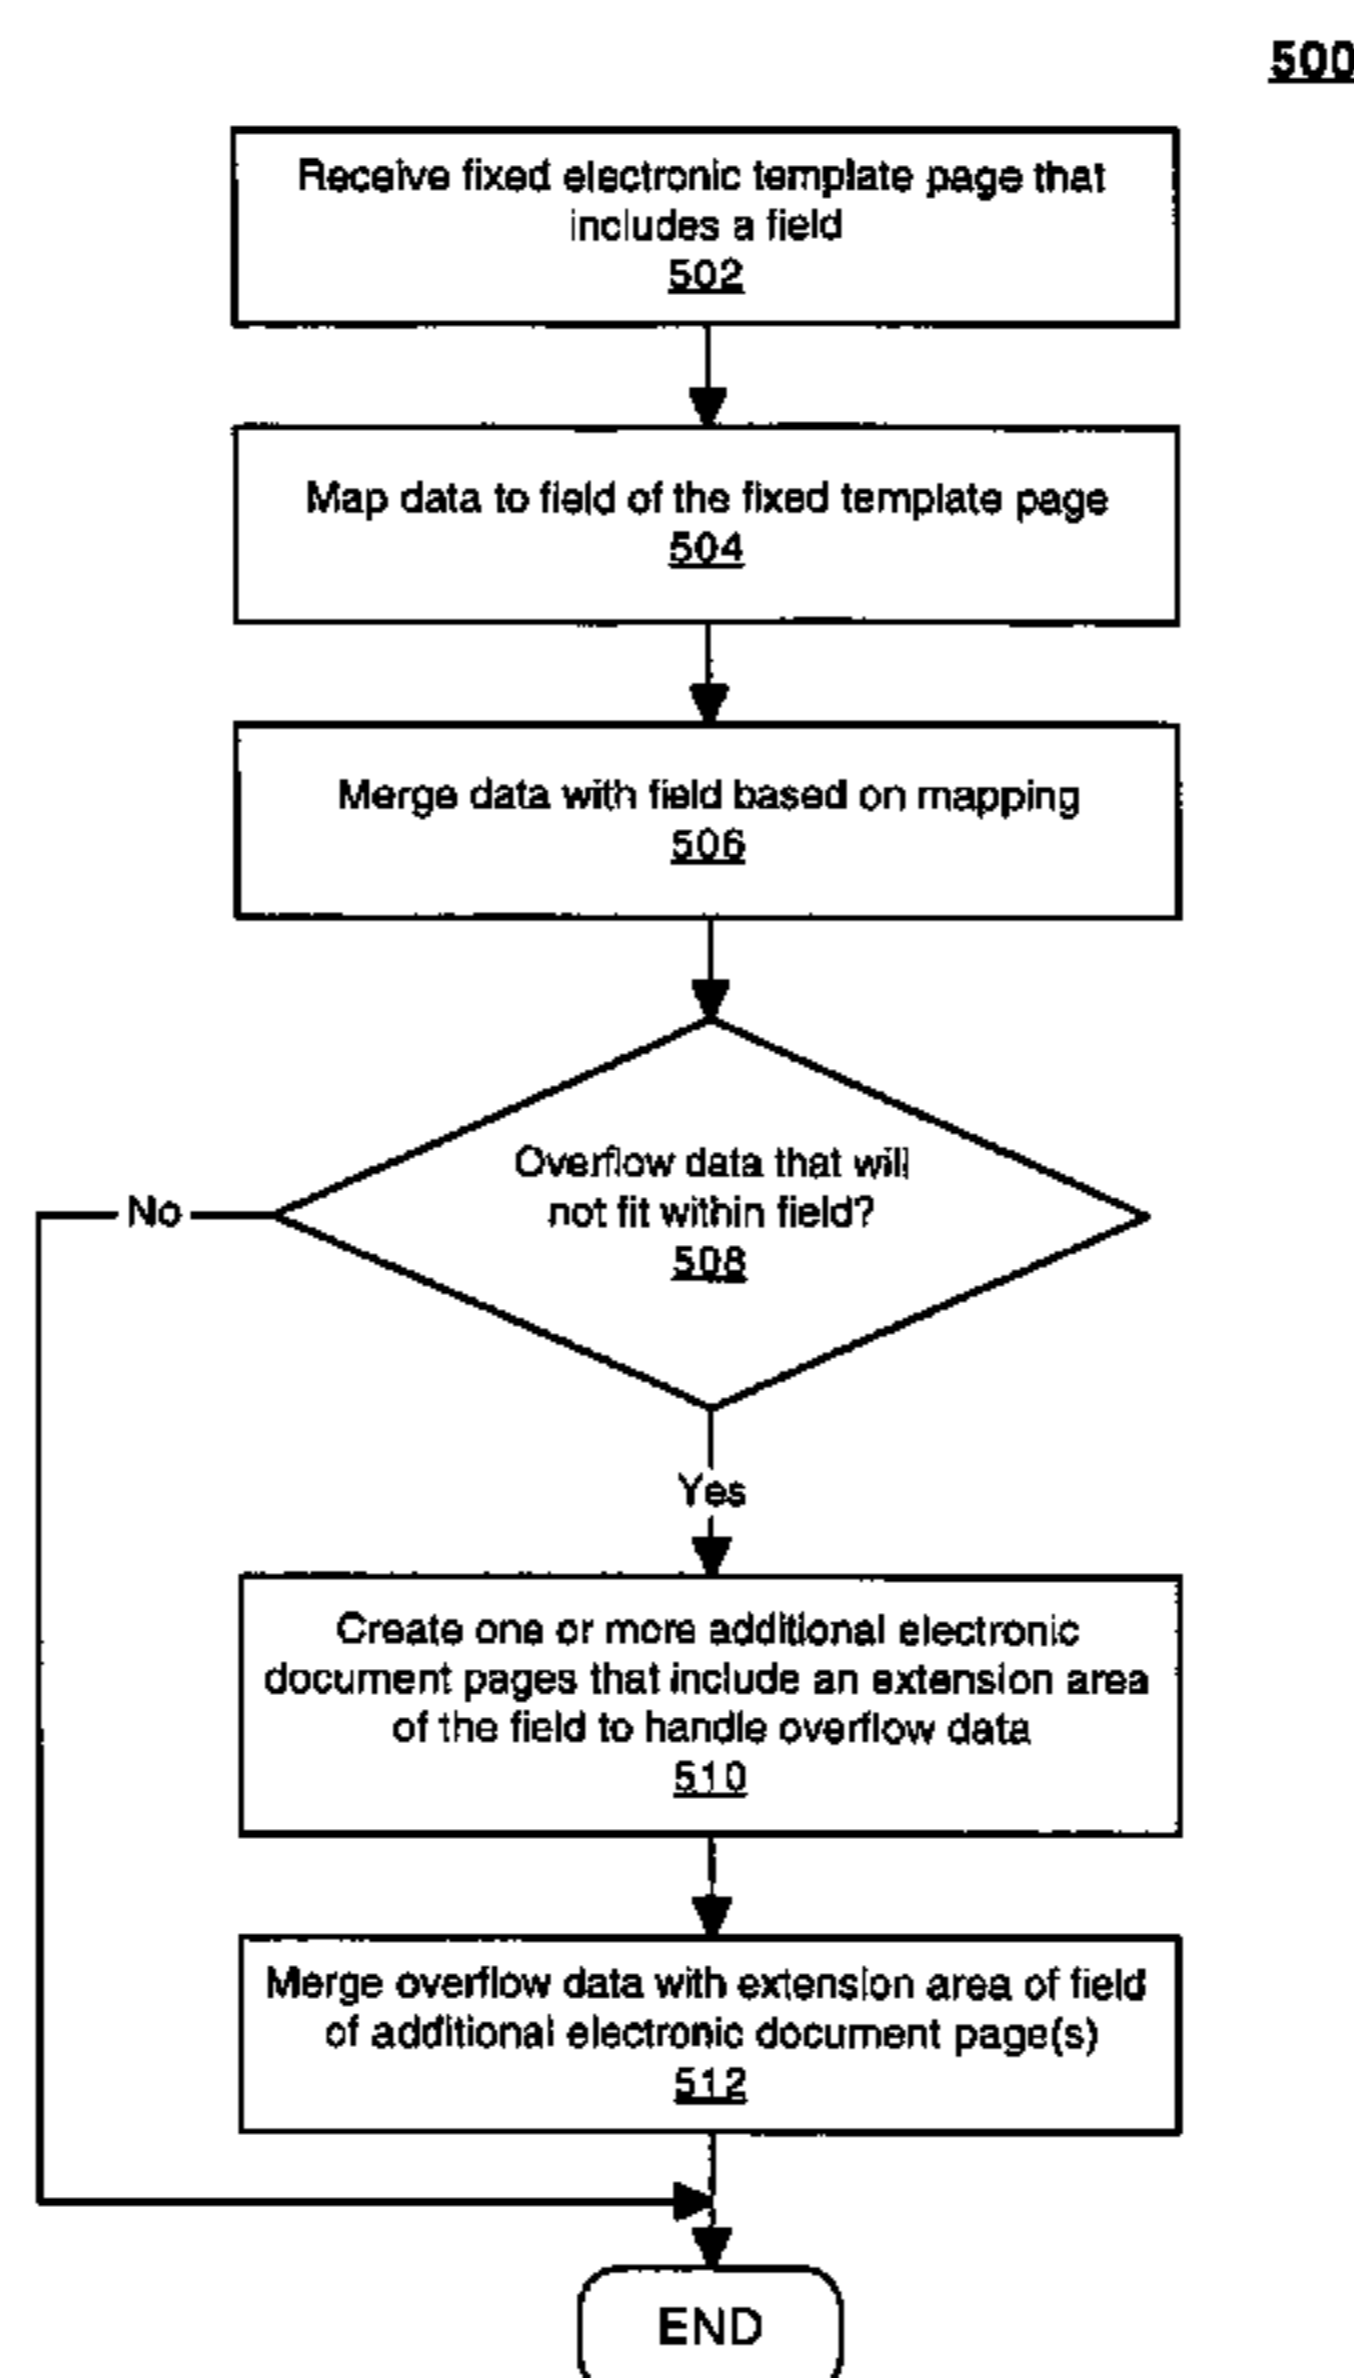 500
Receive fixed electronic template page that
includes a field
502
Map data to field of the fixed template page
504
Merge data with field based on mapping
506
Overflow data that will
not fit within field?
508
No
Yes
Create one or more additional electronic
document pages that include an extension area
of the field to handle overflow data
510
Merge overflow data with extension area of field
of additional electronic document page(s)
512
END